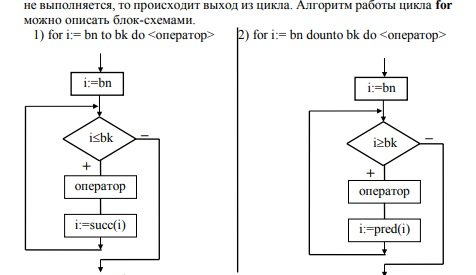 не выполняется, то происходит выход из цикла. Алгоритм работы цикла for
можно описать блок-схемами.
1) for i:= bn to bk do <оператор>
i:=bn
i≤bk
–
+
оператор
i:=succ(i)
2) for i:= bn dounto bk do <оператор>
i:=bn
i≥bk
–
+
оператор
i:=pred(i)